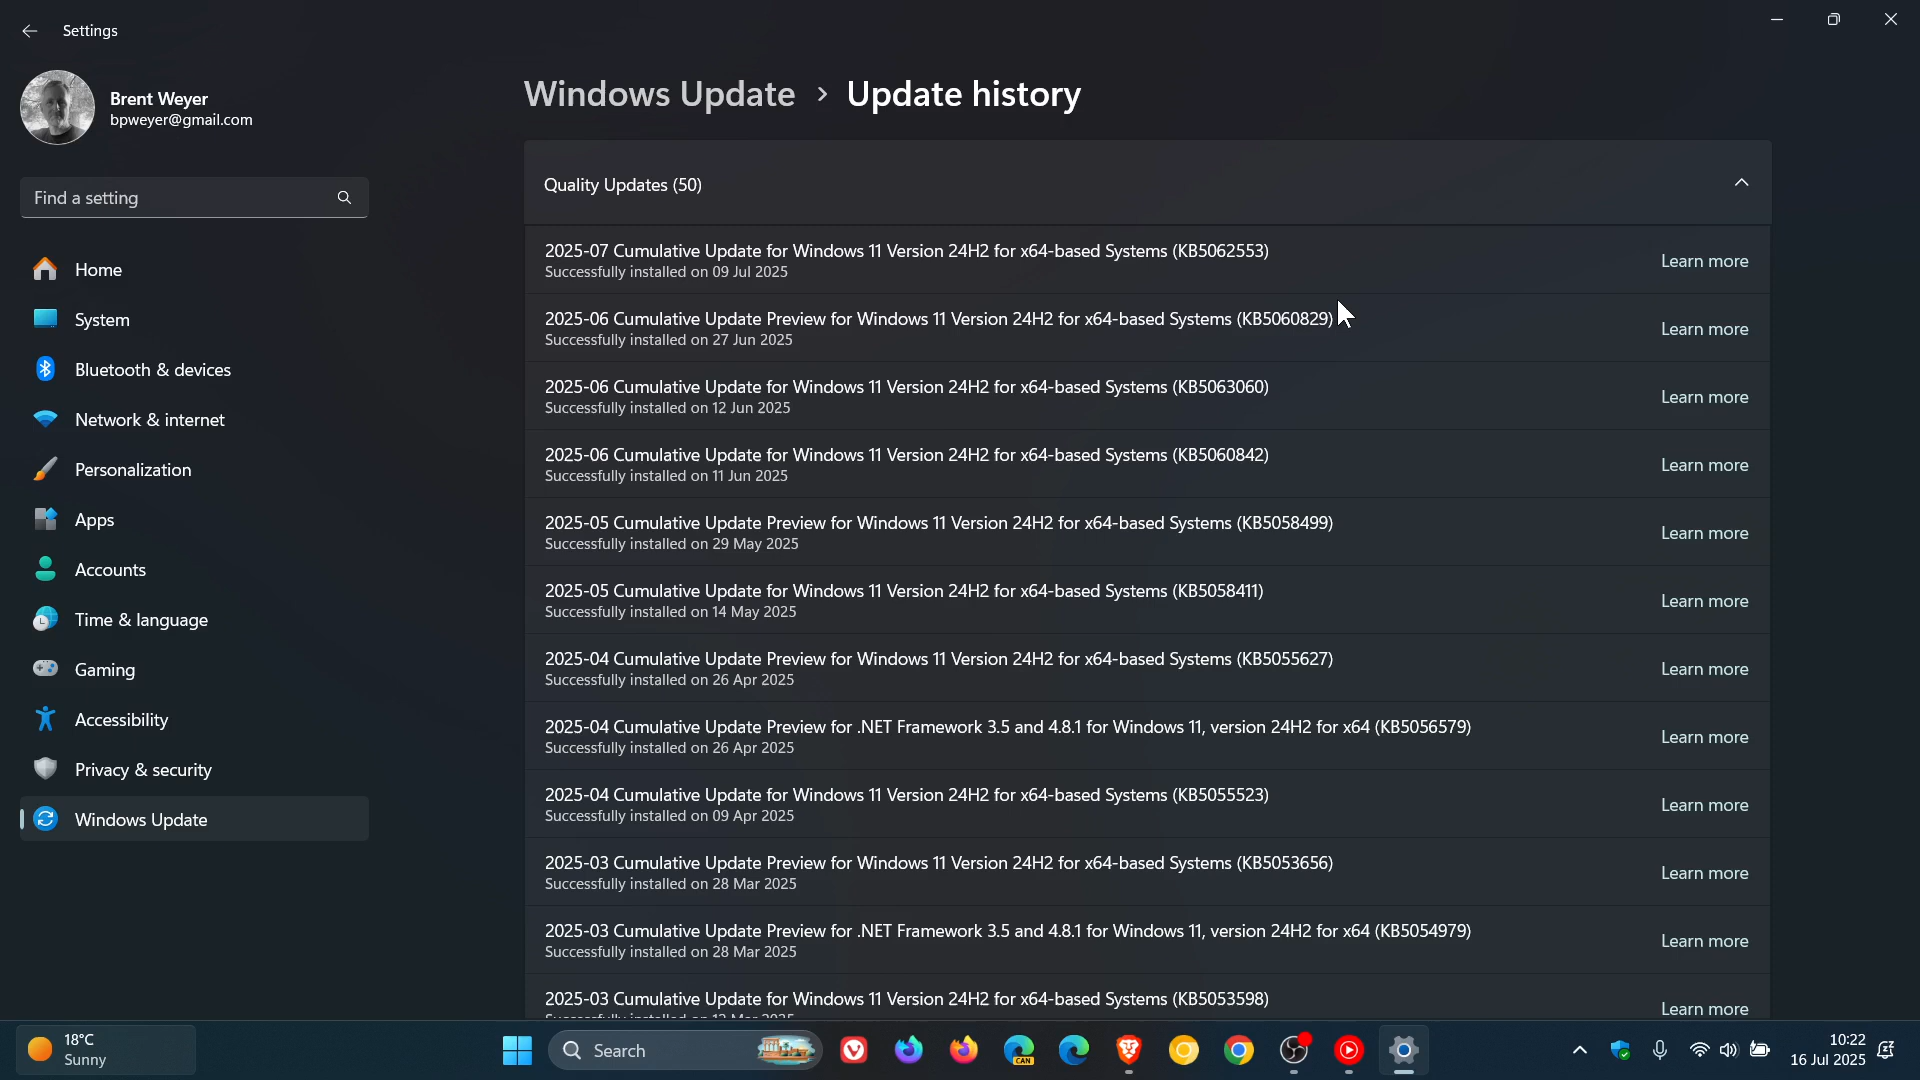 Settings
Brent Weyer
bpweyer@gmail.com
Find a setting
Home
System
Bluetooth & devices
Network & internet
Personalization
Apps
Accounts
Time & language
Gaming
Accessibility
Privacy & security
Windows Update
Windows Update › Update history
Quality Updates (50)
2025-07 Cumulative Update for Windows 11 Version 24H2 for x64-based Systems (KB5062553)
Successfully installed on 09 Jul 2025
Learn more
2025-06 Cumulative Update Preview for Windows 11 Version 24H2 for x64-based Systems (KB5060829)
Successfully installed on 27 Jun 2025
Learn more
2025-06 Cumulative Update for Windows 11 Version 24H2 for x64-based Systems (KB5063060)
Successfully installed on 12 Jun 2025
Learn more
2025-06 Cumulative Update for Windows 11 Version 24H2 for x64-based Systems (KB5060842)
Successfully installed on 11 Jun 2025
Learn more
2025-05 Cumulative Update Preview for Windows 11 Version 24H2 for x64-based Systems (KB5058499)
Successfully installed on 29 May 2025
Learn more
2025-05 Cumulative Update for Windows 11 Version 24H2 for x64-based Systems (KB5058411)
Successfully installed on 14 May 2025
Learn more
2025-04 Cumulative Update Preview for Windows 11 Version 24H2 for x64-based Systems (KB5055627)
Successfully installed on 26 Apr 2025
Learn more
2025-04 Cumulative Update Preview for .NET Framework 3.5 and 4.8.1 for Windows 11, version 24H2 for x64 (KB5056579)
Successfully installed on 26 Apr 2025
Learn more
2025-04 Cumulative Update for Windows 11 Version 24H2 for x64-based Systems (KB5055523)
Successfully installed on 09 Apr 2025
Learn more
2025-03 Cumulative Update Preview for Windows 11 Version 24H2 for x64-based Systems (KB5053656)
Successfully installed on 28 Mar 2025
Learn more
2025-03 Cumulative Update Preview for .NET Framework 3.5 and 4.8.1 for Windows 11, version 24H2 for x64 (KB5054979)
Successfully installed on 28 Mar 2025
Learn more
2025-03 Cumulative Update for Windows 11 Version 24H2 for x64-based Systems (KB5053598)
Learn more
18°C
Sunny
Search
CAN
10:22
16 Jul 2025